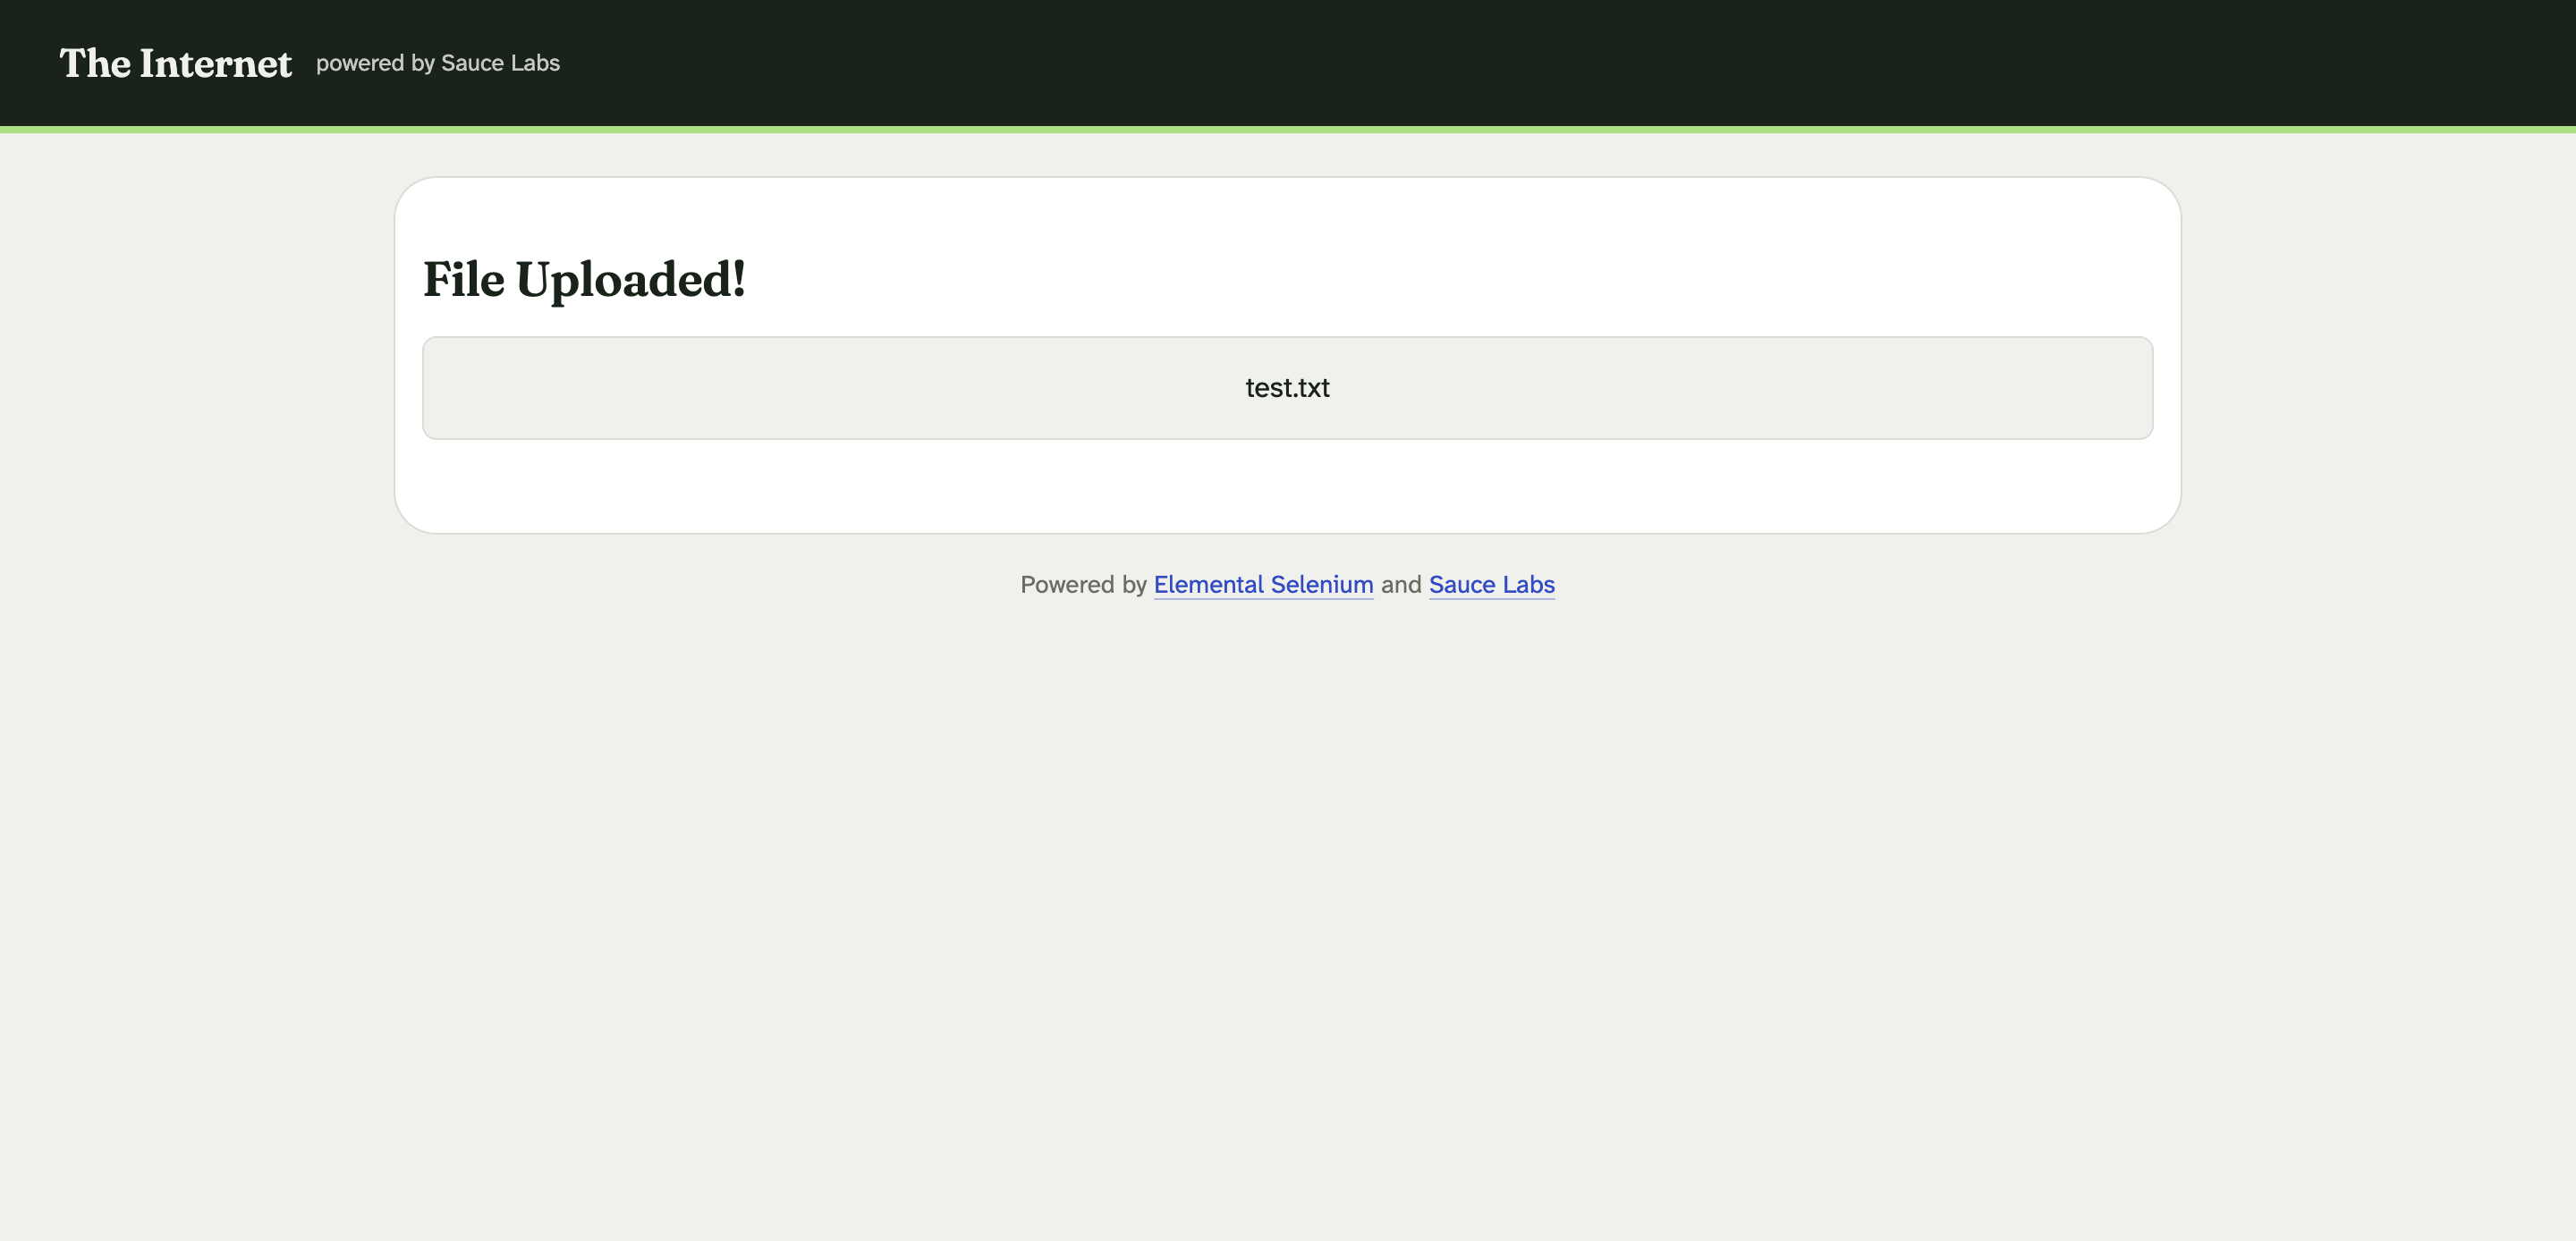 The Internet powered by Sauce Labs
File Uploaded!
test.txt
Powered by Elemental Selenium and Sauce Labs